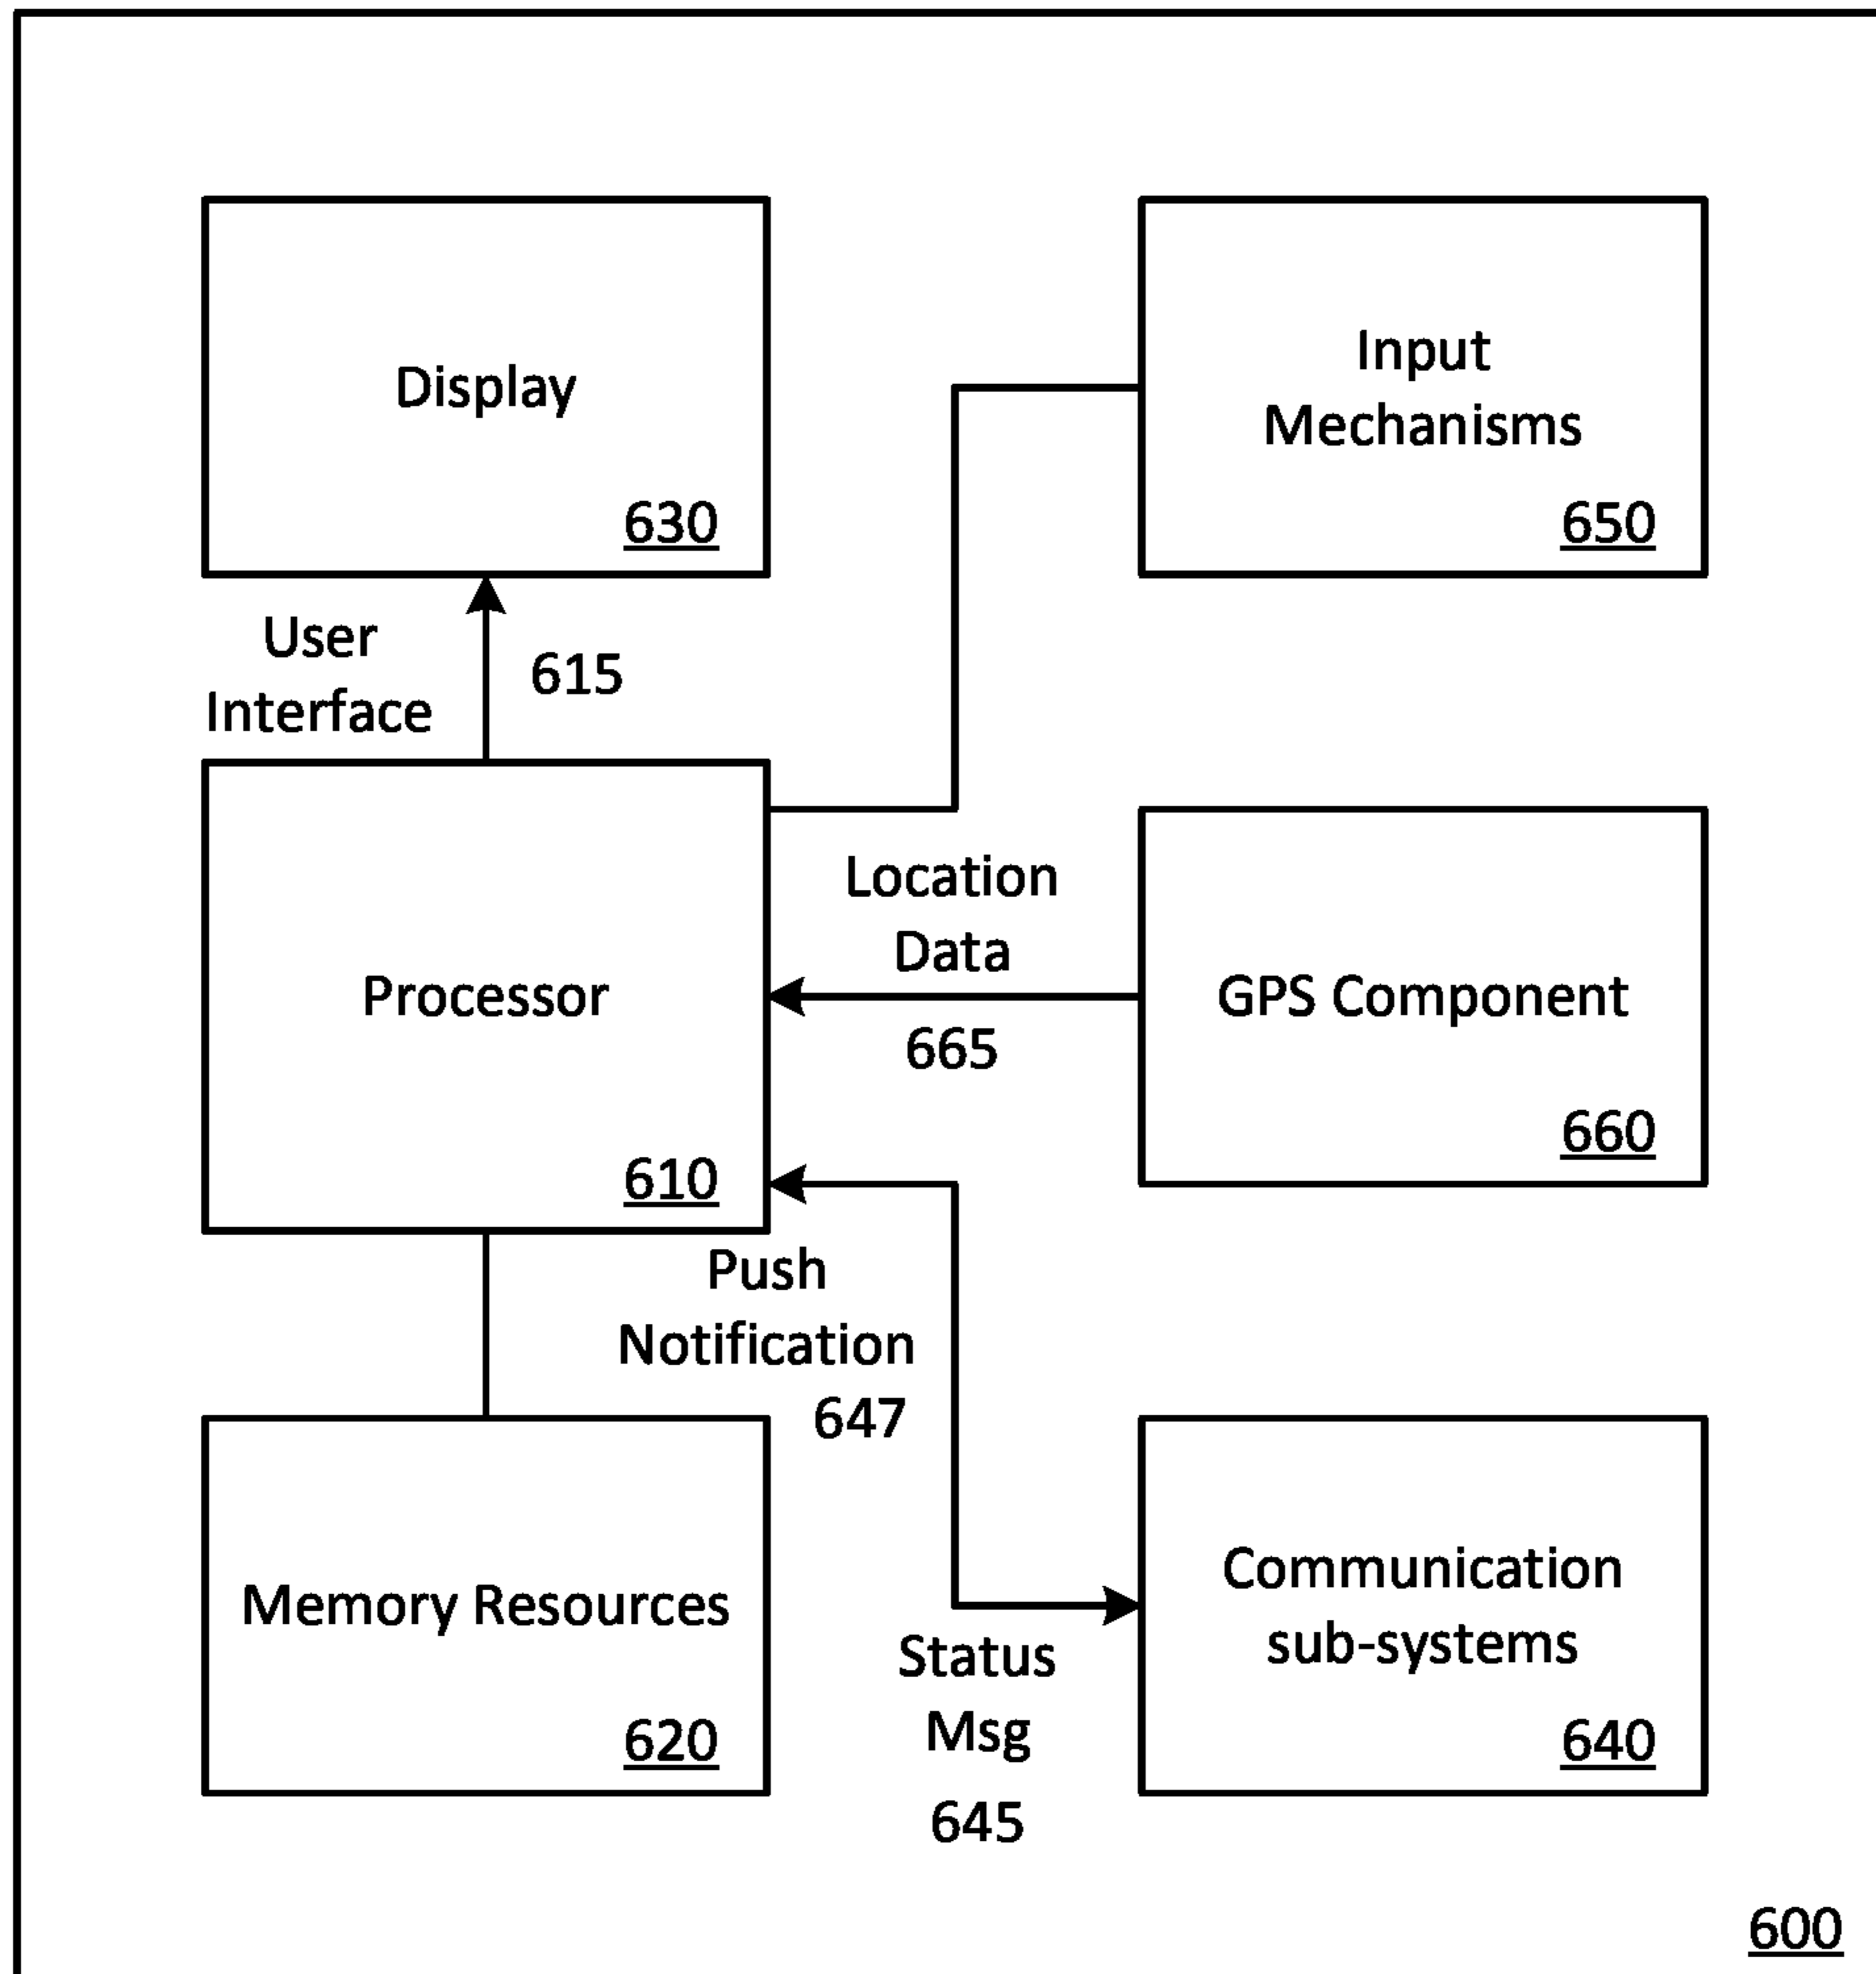 Display
630
Input
Mechanisms
650
User
Interface
615
Processor
610
Location
Data
665
GPS Component
660
Push
Notification
647
Memory Resources
620
Communication
sub-systems
640
Status
Msg
645
600